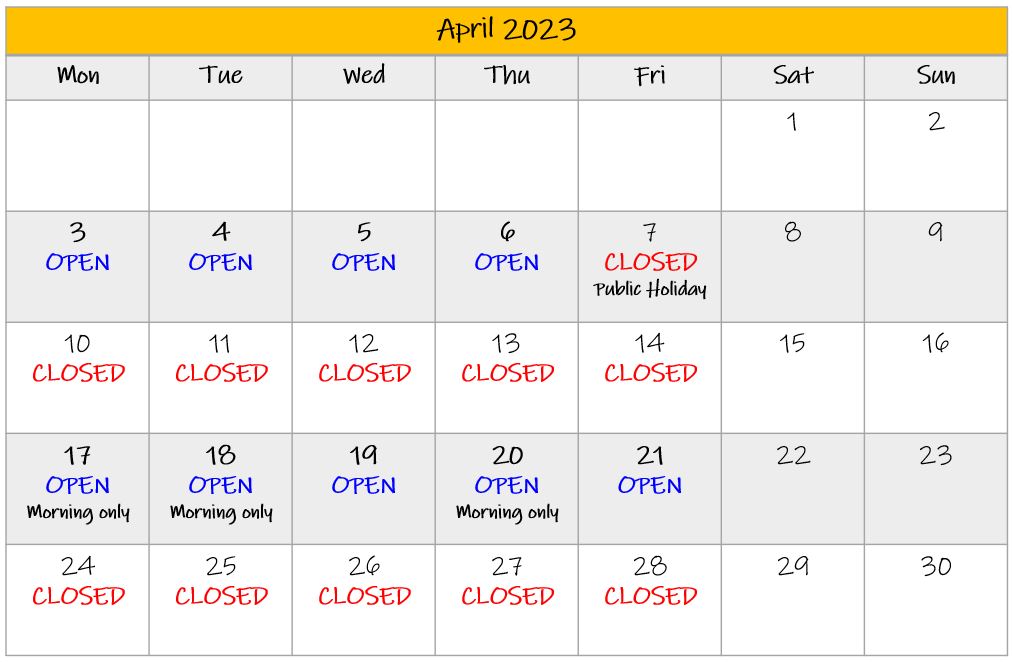 April 2023
Mon Tue Wed Thu Fri Sat Sun
1 2
3 4 5 6 7 8 9
OPEN OPEN OPEN OPEN CLOSED
Public Holiday
10 11 12 13 14 15 16
CLOSED CLOSED CLOSED CLOSED CLOSED
17 18 19 20 21 22 23
OPEN OPEN OPEN OPEN OPEN
Morning only Morning only Morning only
24 25 26 27 28 29 30
CLOSED CLOSED CLOSED CLOSED CLOSED